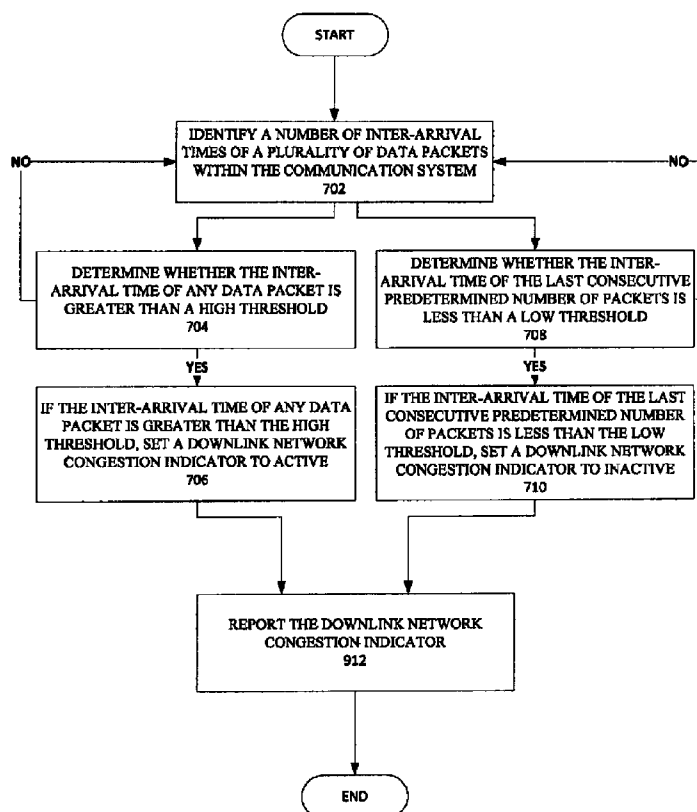 START
IDENTIFY A NUMBER OF INTER-ARRIVAL
TIMES OF A PLURALITY OF DATA PACKETS
WITHIN THE COMMUNICATION SYSTEM
702
NO
NO
DETERMINE WHETHER THE INTER-
ARRIVAL TIME OF ANY DATA PACKET IS
GREATER THAN A HIGH THRESHOLD
704
DETERMINE WHETHER THE INTER-
ARRIVAL TIME OF THE LAST CONSECUTIVE
PREDETERMINED NUMBER OF PACKETS IS
LESS THAN A LOW THRESHOLD
708
YES
YES
IF THE INTER-ARRIVAL TIME OF ANY DATA
PACKET IS GREATER THAN THE HIGH
THRESHOLD, SET A DOWNLINK NETWORK
CONGESTION INDICATOR TO ACTIVE
706
IF THE INTER-ARRIVAL TIME OF THE LAST
CONSECUTIVE PREDETERMINED NUMBER
OF PACKETS IS LESS THAN THE LOW
THRESHOLD, SET A DOWNLINK NETWORK
CONGESTION INDICATOR TO INACTIVE
710
REPORT THE DOWNLINK NETWORK
CONGESTION INDICATOR
912
END